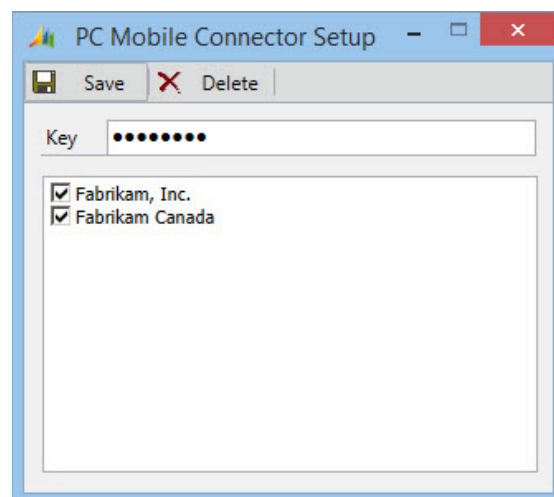 PC Mobile Connector Setup
Save Delete
Key ••••••••
Fabrikam, Inc.
Fabrikam Canada